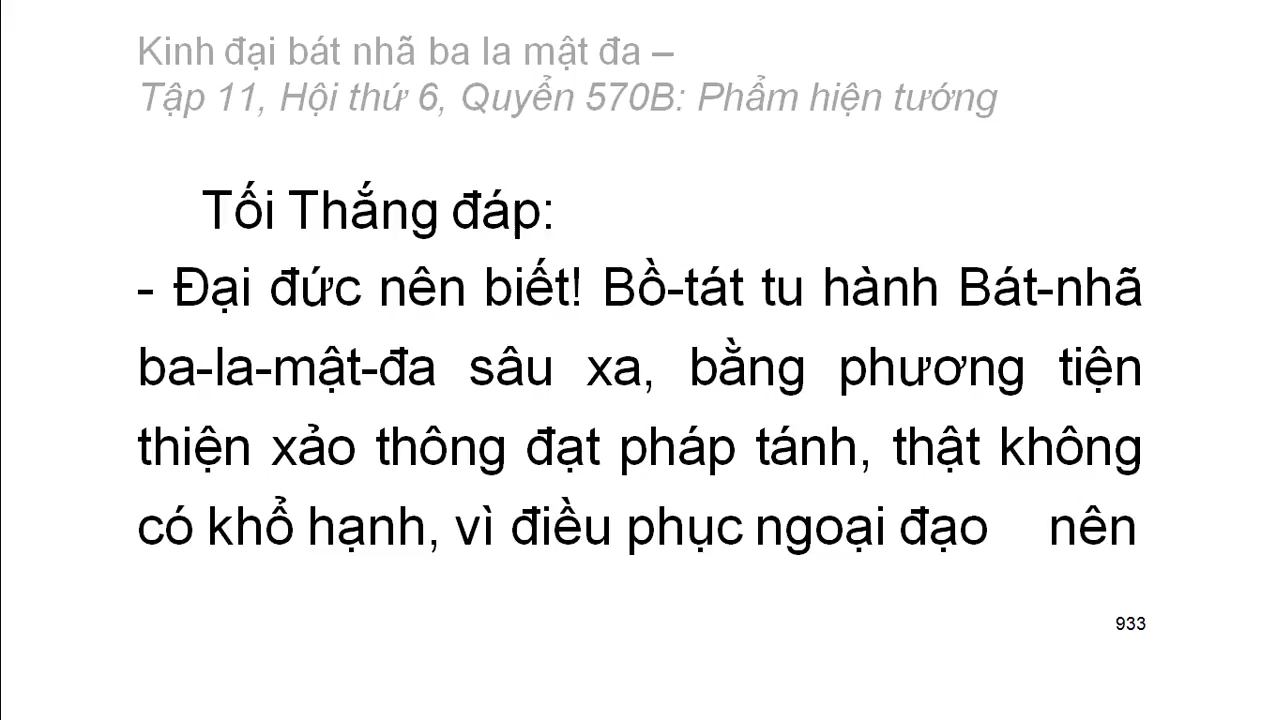 Kinh đại bát nhã ba la mật đa –
Tập 11, Hội thứ 6, Quyển 570B: Phẩm hiện tướng
Tối Thắng đáp:
- Đại đức nên biết! Bồ-tát tu hành Bát-nhã
ba-la-mật-đa sâu xa, bằng phương tiện
thiện xảo thông đạt pháp tánh, thật không
có khổ hạnh, vì điều phục ngoại đạo nên
933